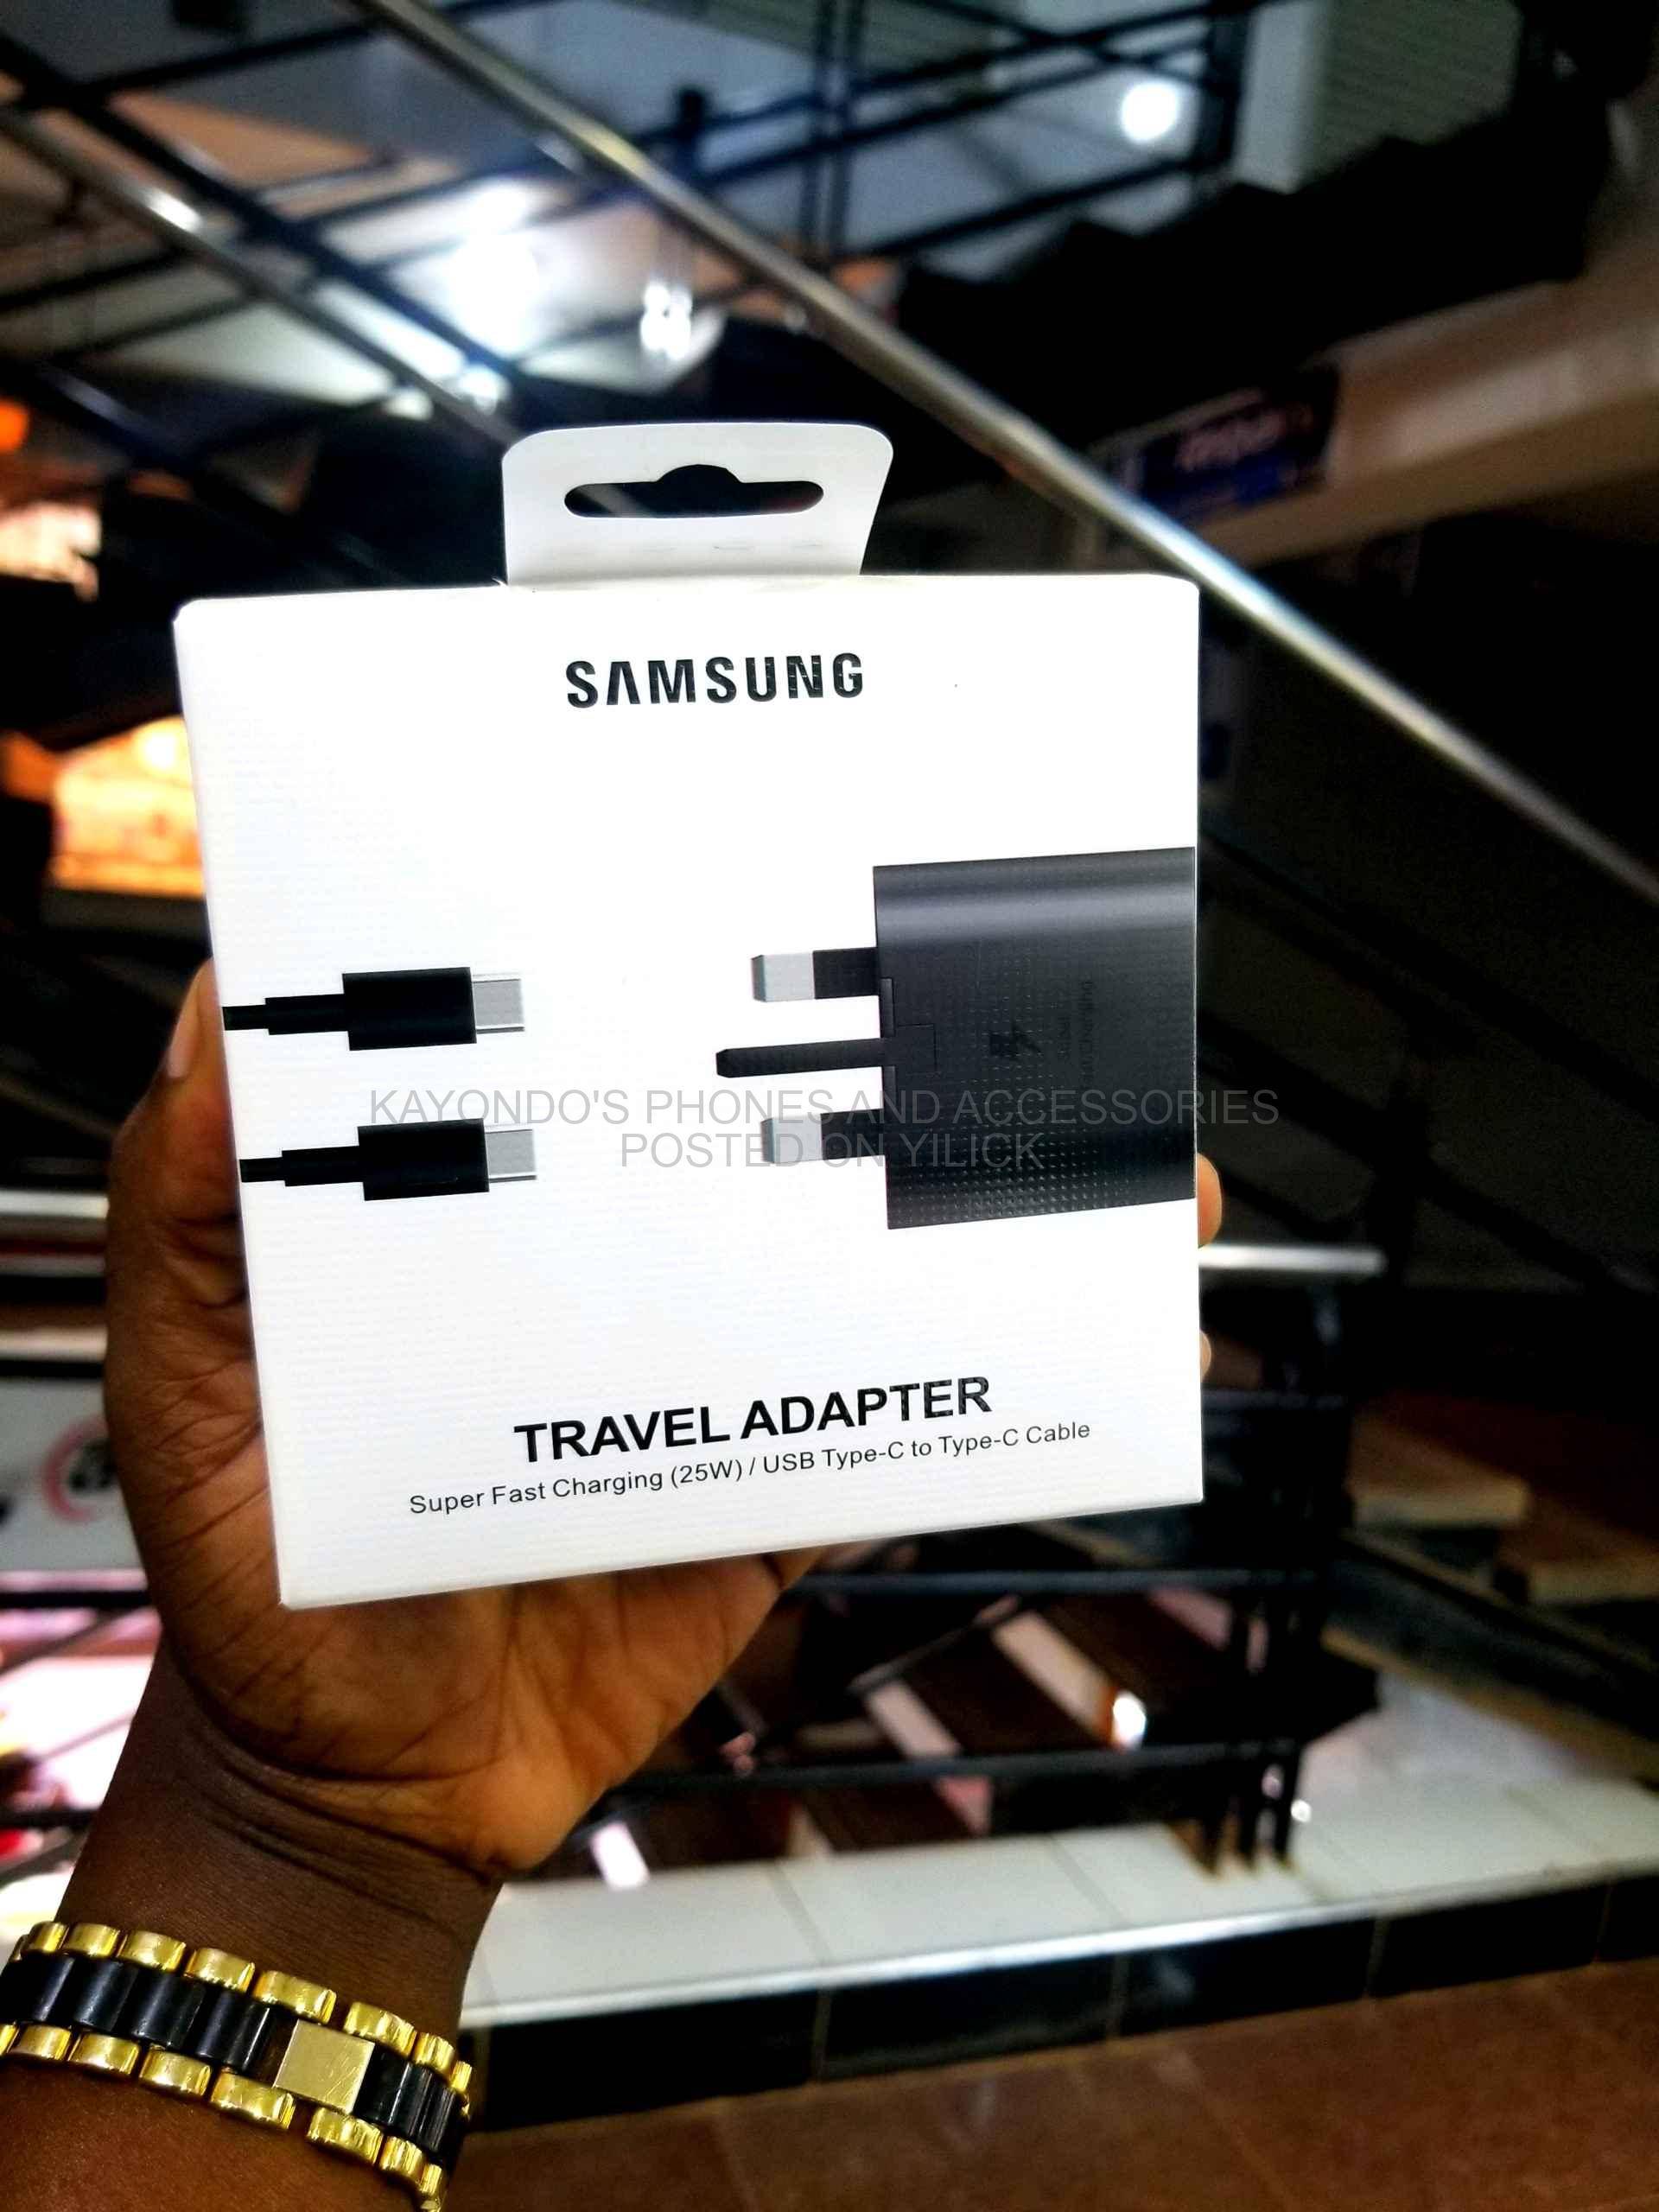 SAMSUNG
KAYONDO'S PHONES AND ACCESSORIES
POSTED ON YILICK
TRAVEL ADAPTER
Super Fast Charging (25W) / USB Type-C to Type-C Cable